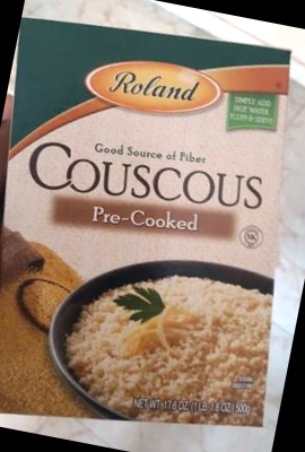 Roland
SIMPLY ADD
HOT WATER,
FLUFF & SERVE
Good Source of Fiber
COUSCOUS
Pre-Cooked
NET WT. 17.6 OZ. (1 LB. 1.6 OZ.) 500g